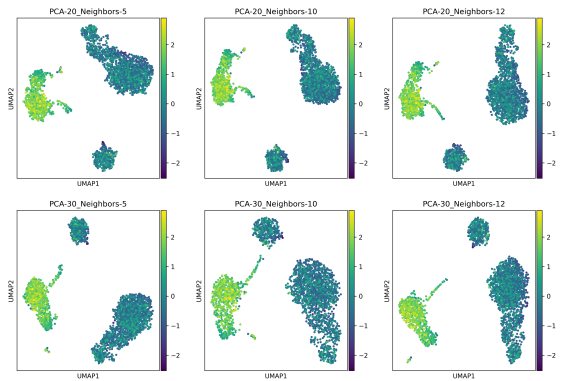 PCA-20_Neighbors-5
PCA-20_Neighbors-10
PCA-20_Neighbors-12
UMAP2
UMAP1
2
1
0
−1
−2
UMAP2
UMAP1
2
1
0
−1
−2
UMAP2
UMAP1
2
1
0
−1
−2
PCA-30_Neighbors-5
PCA-30_Neighbors-10
PCA-30_Neighbors-12
UMAP2
UMAP1
2
1
0
−1
−2
UMAP2
UMAP1
2
1
0
−1
−2
UMAP2
UMAP1
2
1
0
−1
−2